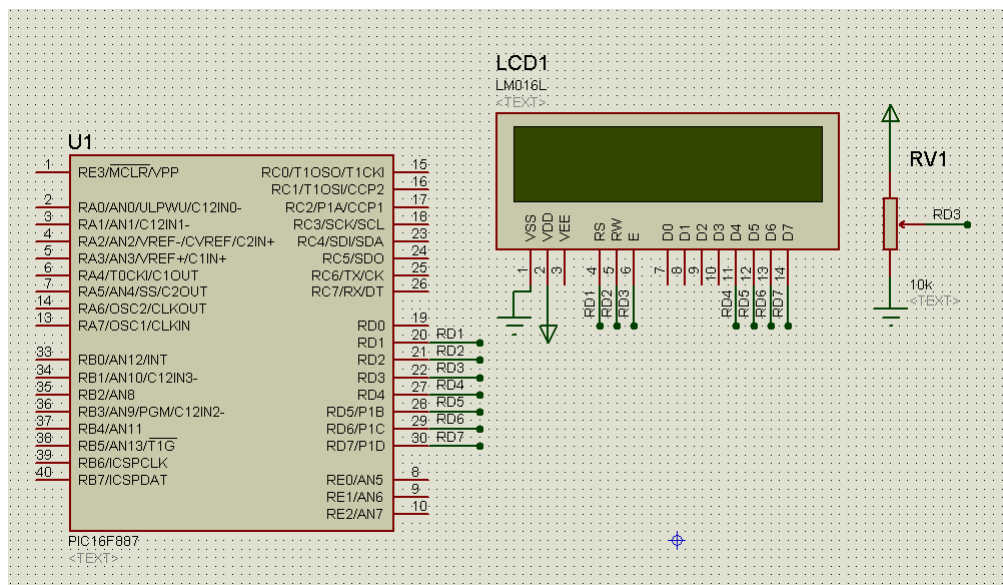 U1
1 RE3/MCLR/VPP
2 RA0/AN0/ULPWU/C12IN0-
3 RA1/AN1/C12IN1-
4 RA2/AN2/VREF-/CVREF/C2IN+
5 RA3/AN3/VREF+/C1IN+
6 RA4/T0CKI/C1OUT
7 RA5/AN4/SS/C2OUT
14 RA6/OSC2/CLKOUT
13 RA7/OSC1/CLKIN
33 RB0/AN12/INT
34 RB1/AN10/C12IN3-
35 RB2/AN8
36 RB3/AN9/PGM/C12IN2-
37 RB4/AN11
38 RB5/AN13/T1G
39 RB6/ICSPCLK
40 RB7/ICSPDAT
RC0/T1OSO/T1CKI 15
RC1/T1OSI/CCP2 16
RC2/P1A/CCP1 17
RC3/SCK/SCL 18
RC4/SDI/SDA 23
RC5/SDO 24
RC6/TX/CK 25
RC7/RX/DT 26
RD0 19
RD1 20 RD1
RD2 21 RD2
RD3 22 RD3
RD4 27 RD4
RD5/P1B 28 RD5
RD6/P1C 29 RD6
RD7/P1D 30 RD7
RE0/AN5 8
RE1/AN6 9
RE2/AN7 10
PIC16F887
<TEXT>
LCD1
LM016L
<TEXT>
VSS VDD VEE RS RW E D0 D1 D2 D3 D4 D5 D6 D7
1 2 3 4 5 6 7 8 9 10 11 12 13 14
RD1 RD2 RD3 RD4 RD5 RD6 RD7
RV1
RD3
10k
<TEXT>